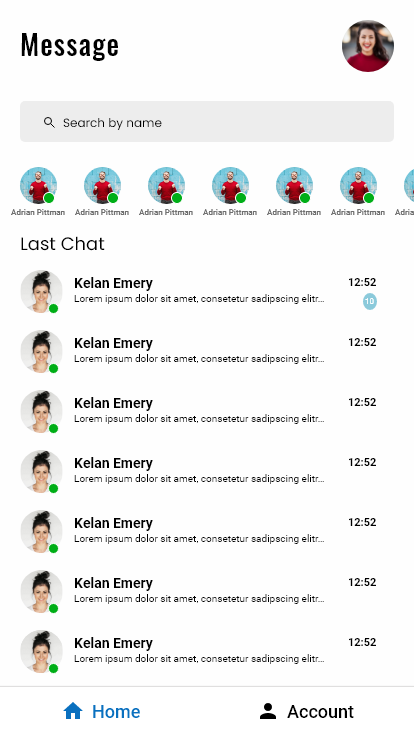 Message
Search by name
Adrian Pittman Adrian Pittman Adrian Pittman Adrian Pittman Adrian Pittman Adrian Pittman Adria
Last Chat
Kelan Emery 12:52
Lorem ipsum dolor sit amet, consetetur sadipscing elitr... 10
Kelan Emery 12:52
Lorem ipsum dolor sit amet, consetetur sadipscing elitr...
Kelan Emery 12:52
Lorem ipsum dolor sit amet, consetetur sadipscing elitr...
Kelan Emery 12:52
Lorem ipsum dolor sit amet, consetetur sadipscing elitr...
Kelan Emery 12:52
Lorem ipsum dolor sit amet, consetetur sadipscing elitr...
Kelan Emery 12:52
Lorem ipsum dolor sit amet, consetetur sadipscing elitr...
Kelan Emery 12:52
Lorem ipsum dolor sit amet, consetetur sadipscing elitr...
Home Account